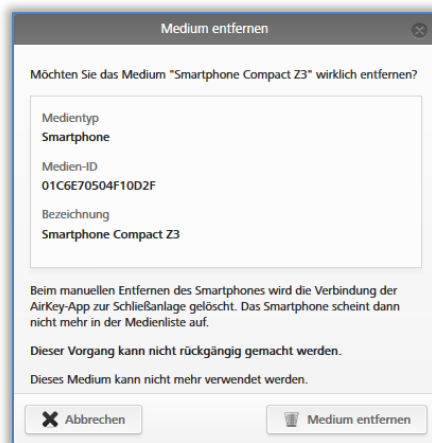 Medium entfernen
Möchten Sie das Medium "Smartphone Compact Z3" wirklich entfernen?
Medientyp
Smartphone
Medien-ID
01C6E70504F10D2F
Bezeichnung
Smartphone Compact Z3
Beim manuellen Entfernen des Smartphones wird die Verbindung der
AirKey-App zur Schließanlage gelöscht. Das Smartphone scheint dann
nicht mehr in der Medienliste auf.
Dieser Vorgang kann nicht rückgängig gemacht werden.
Dieses Medium kann nicht mehr verwendet werden.
Abbrechen
Medium entfernen